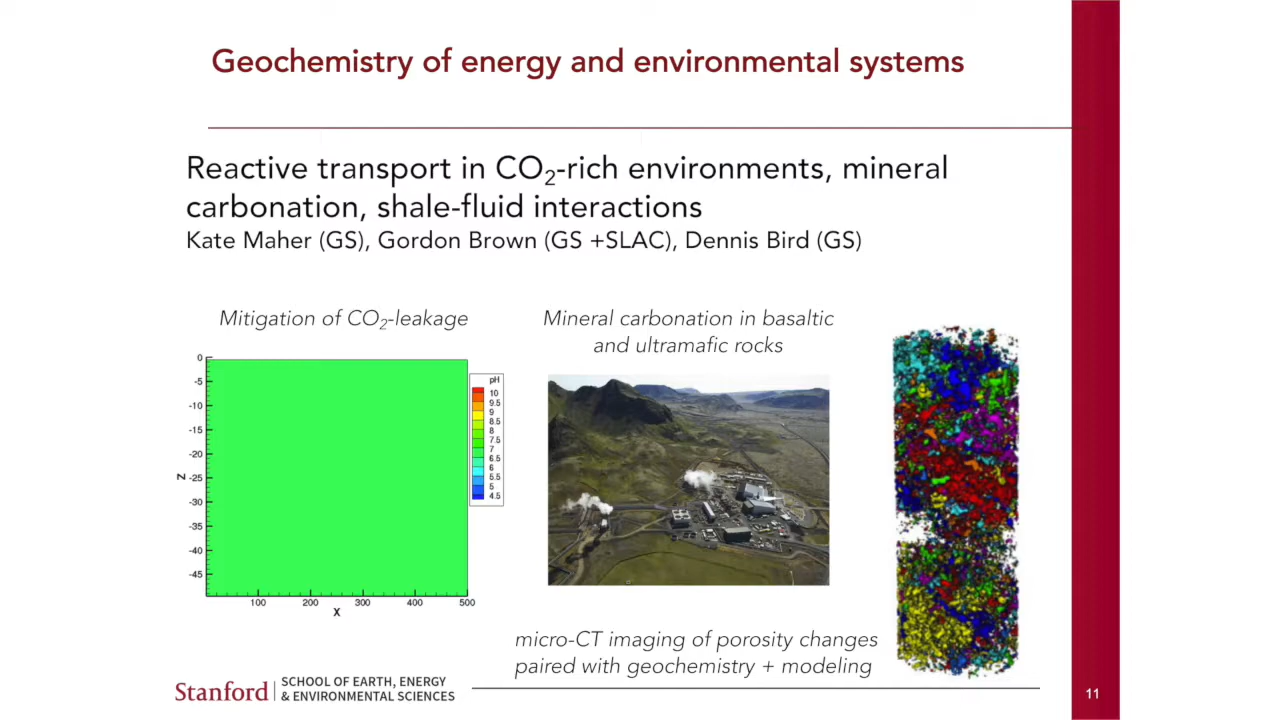 Geochemistry of energy and environmental systems
Reactive transport in CO2-rich environments, mineral
carbonation, shale-fluid interactions
Kate Maher (GS), Gordon Brown (GS +SLAC), Dennis Bird (GS)
Mitigation of CO2-leakage
Mineral carbonation in basaltic
and ultramafic rocks
0
-5
-10
-15
-20
-25
-30
-35
-40
-45
Z
100
200
300
400
500
X
pH
10
9.5
9
8.5
8
7.5
7
6.5
6
5.5
5
4.5
micro-CT imaging of porosity changes
paired with geochemistry + modeling
Stanford
SCHOOL OF EARTH, ENERGY
& ENVIRONMENTAL SCIENCES
11